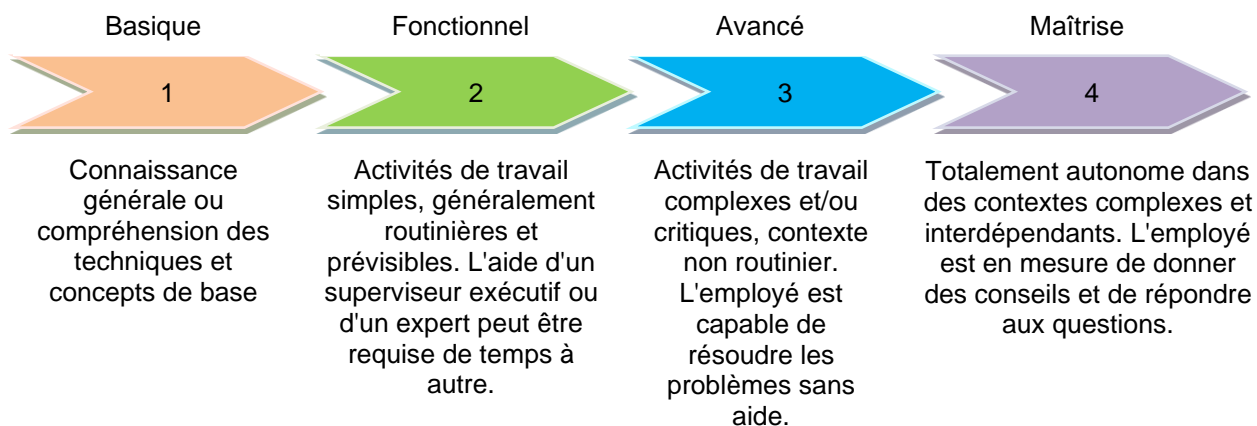 Basique
1
Connaissance
générale ou
compréhension des
techniques et
concepts de base
Fonctionnel
2
Activités de travail
simples, généralement
routinières et
prévisibles. L'aide d'un
superviseur exécutif ou
d'un expert peut être
requise de temps à
autre.
Avancé
3
Activités de travail
complexes et/ou
critiques, contexte
non routinier.
L'employé est
capable de
résoudre les
problèmes sans
aide.
Maîtrise
4
Totalement autonome dans
des contextes complexes et
interdépendants. L'employé
est en mesure de donner
des conseils et de répondre
aux questions.